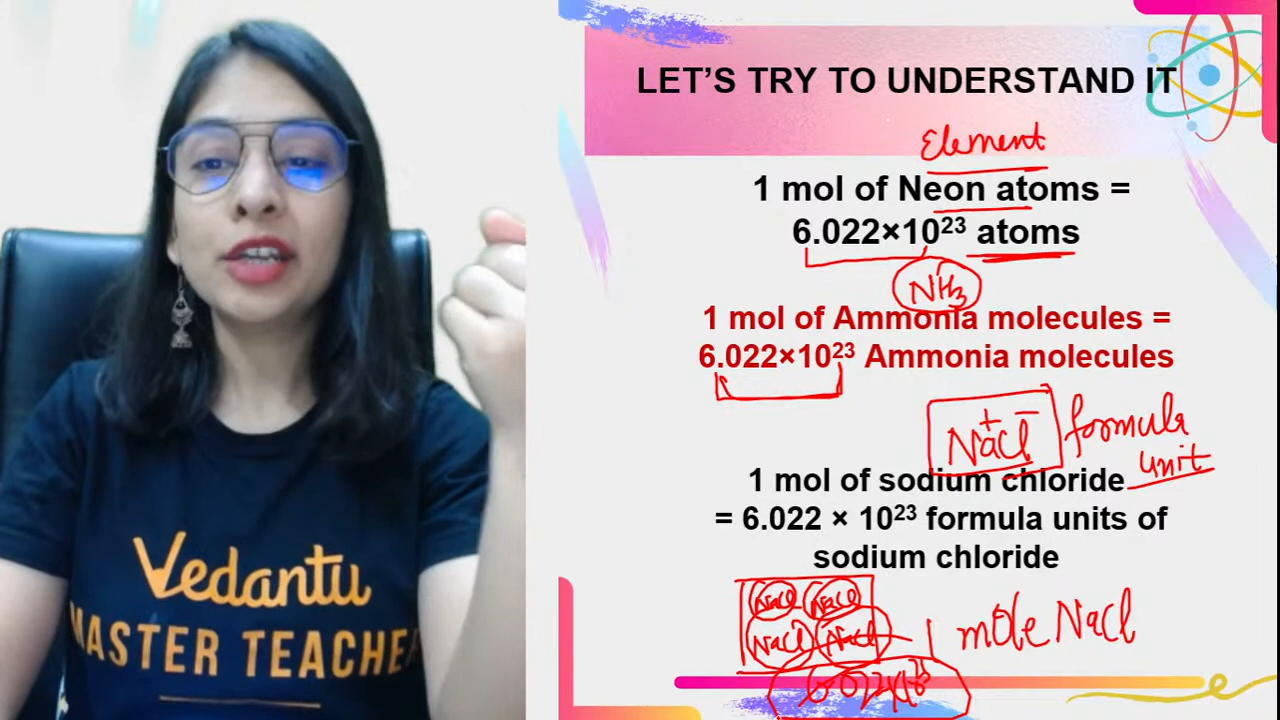 LET'S TRY TO UNDERSTAND IT
Element
1 mol of Neon atoms =
6.022×10²³ atoms
NH₃
1 mol of Ammonia molecules =
6.022×10²³ Ammonia molecules
Na⁺Cl⁻ formula
unit
1 mol of sodium chloride
= 6.022 × 10²³ formula units of
sodium chloride
NaCl NaCl
NaCl NaCl 1 mole NaCl
6.022×10²³
Vedantu
MASTER TEACHER